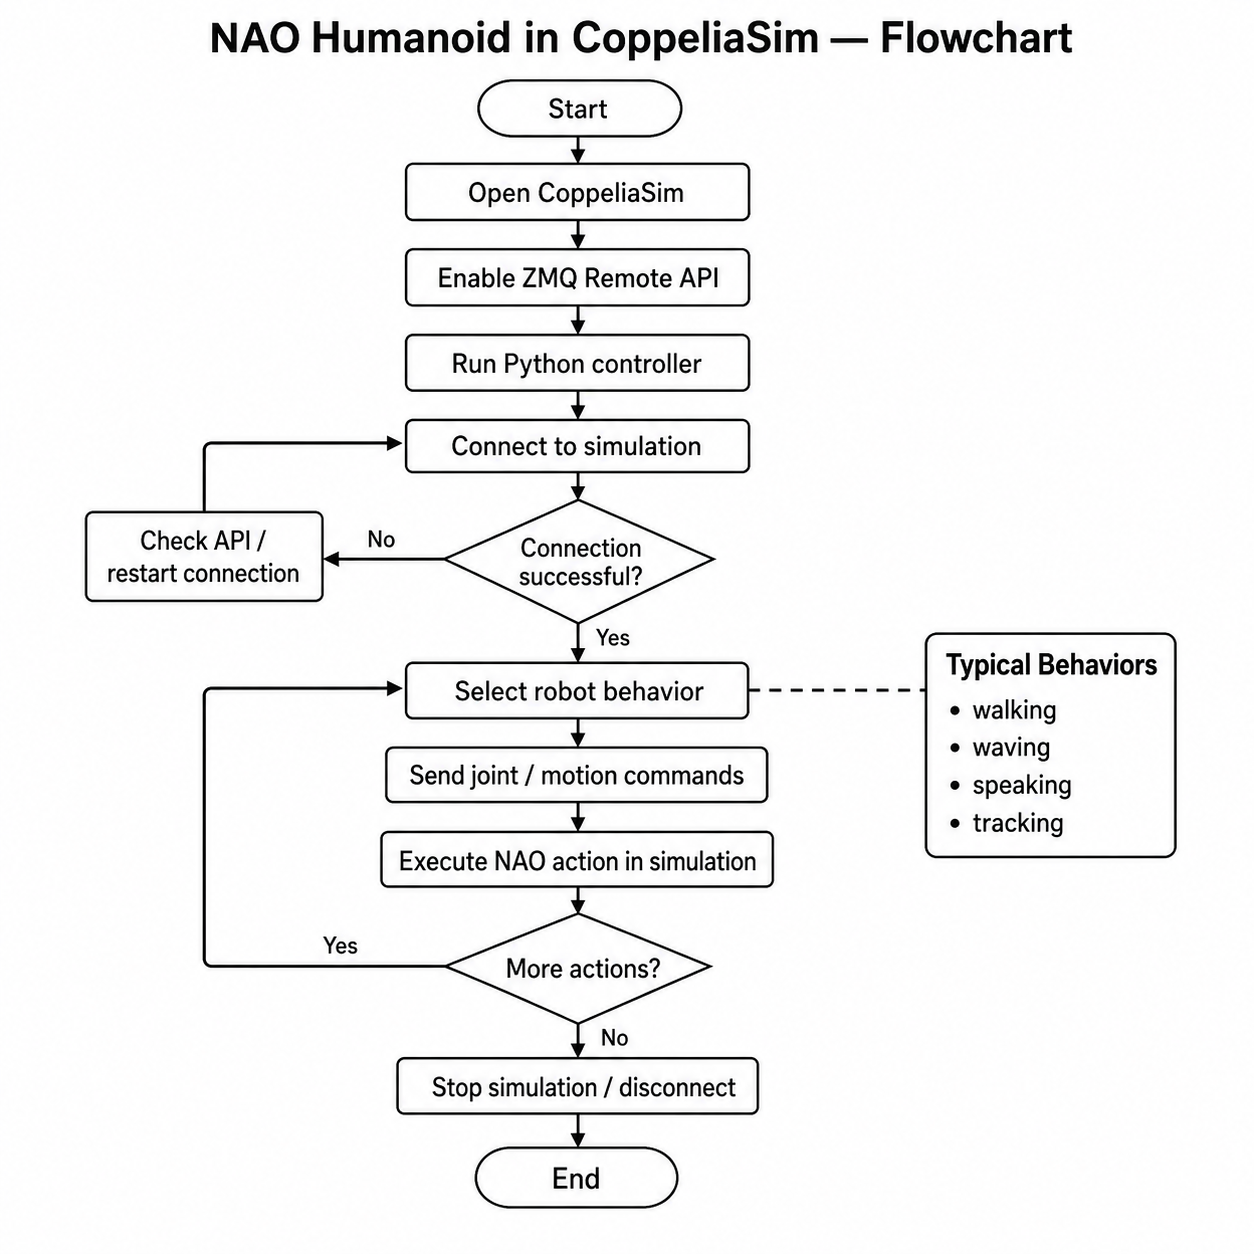 NAO Humanoid in CoppeliaSim — Flowchart
Start
Open CoppeliaSim
Enable ZMQ Remote API
Run Python controller
Connect to simulation
Connection
successful?
No
Check API /
restart connection
Yes
Select robot behavior
Typical Behaviors
• walking
• waving
• speaking
• tracking
Send joint / motion commands
Execute NAO action in simulation
More actions?
Yes
No
Stop simulation / disconnect
End